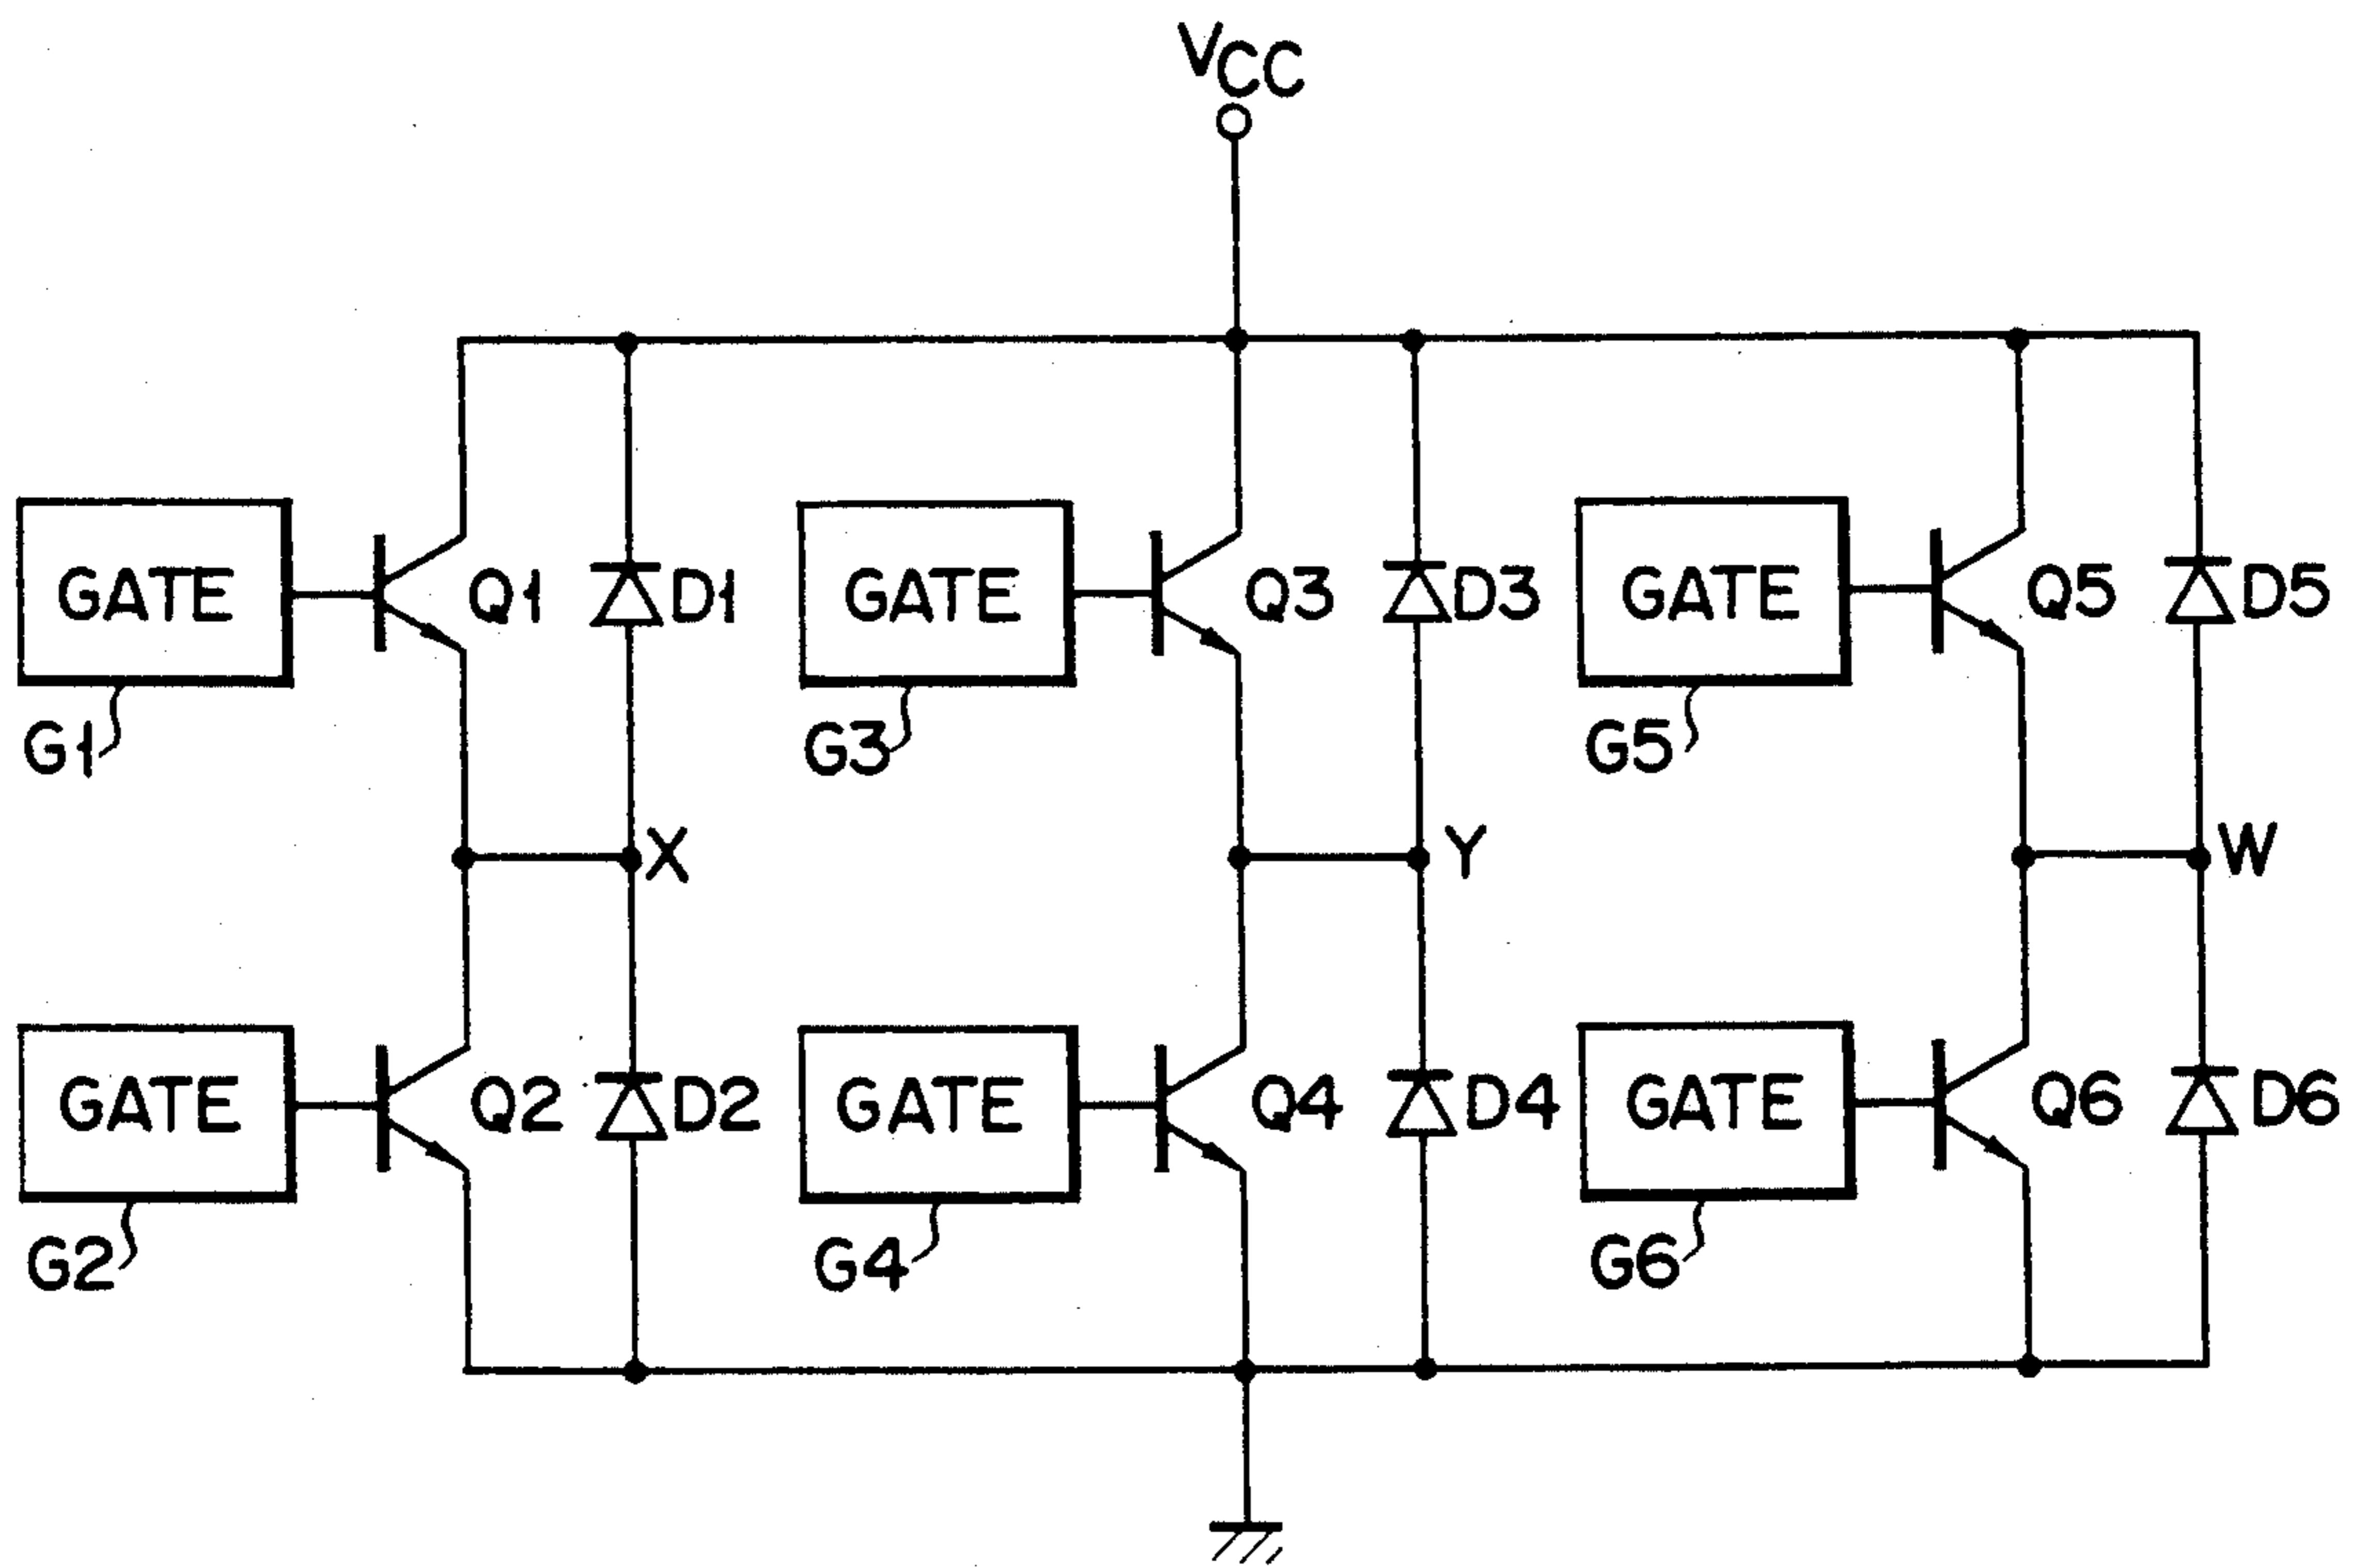 VCC
GATE Q1 D1 GATE Q3 D3 GATE Q5 D5
G1 G3 G5
X Y W
GATE Q2 D2 GATE Q4 D4 GATE Q6 D6
G2 G4 G6